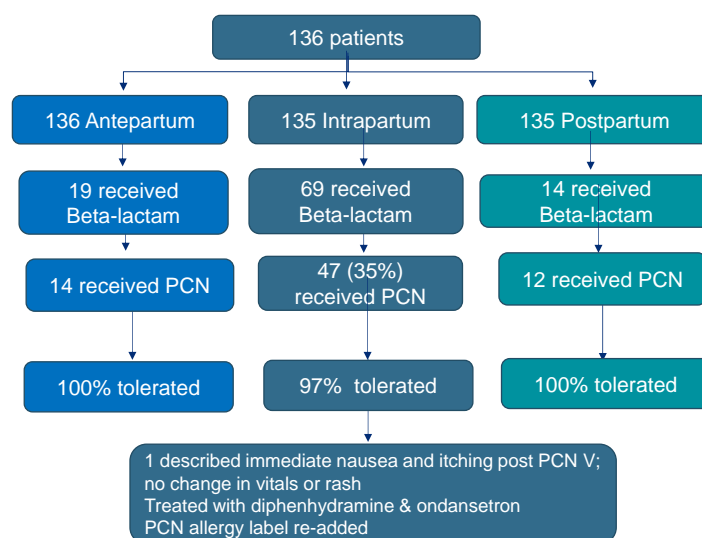 136 patients
136 Antepartum
135 Intrapartum
135 Postpartum
19 received
Beta-lactam
69 received
Beta-lactam
14 received
Beta-lactam
14 received PCN
47 (35%)
received PCN
12 received PCN
100% tolerated
97% tolerated
100% tolerated
1 described immediate nausea and itching post PCN V;
no change in vitals or rash
Treated with diphenhydramine & ondansetron
PCN allergy label re-added